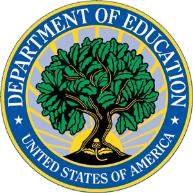 DEPARTMENT OF EDUCATION
UNITED STATES OF AMERICA